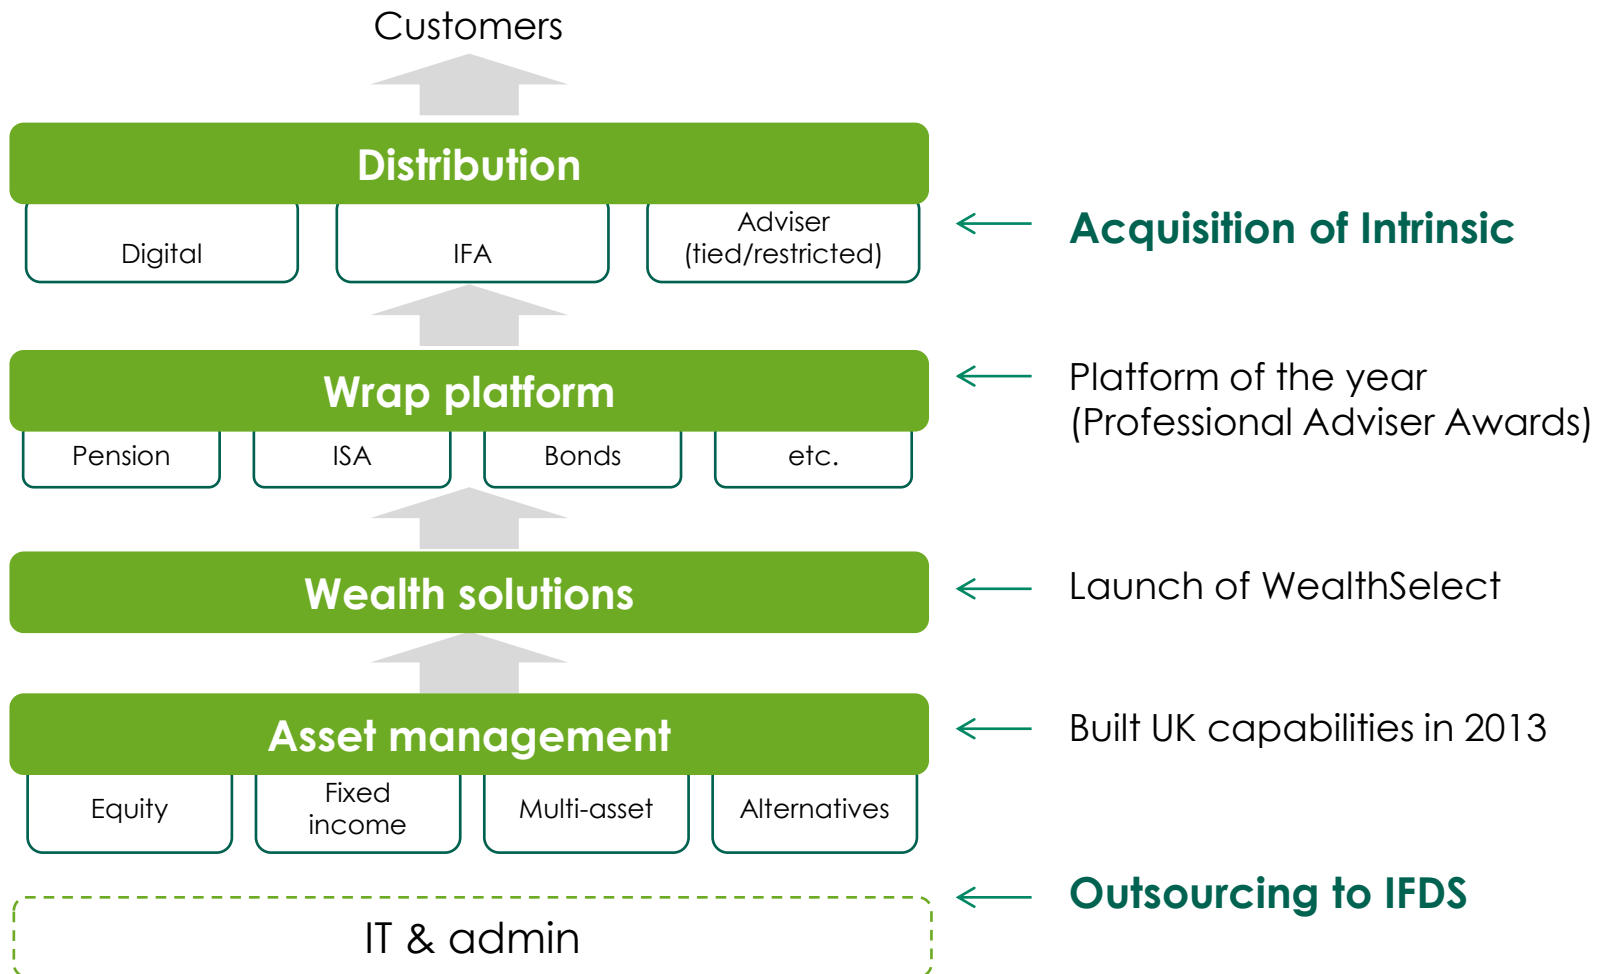 Customers
Distribution
Digital
IFA
Adviser
(tied/restricted)
Acquisition of Intrinsic
Wrap platform
Pension
ISA
Bonds
etc.
Platform of the year
(Professional Adviser Awards)
Wealth solutions
Launch of WealthSelect
Asset management
Equity
Fixed
income
Multi-asset
Alternatives
Built UK capabilities in 2013
IT & admin
Outsourcing to IFDS